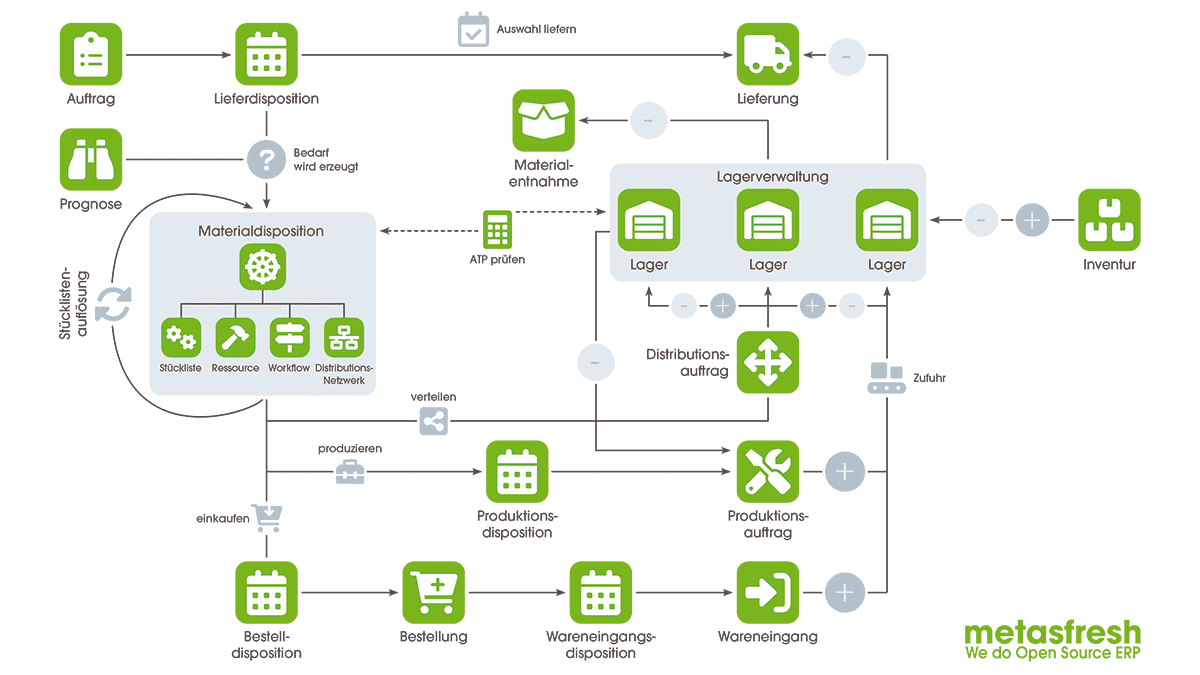 Auswahl liefern
Auftrag
Lieferdisposition
Lieferung
Bedarf
wird erzeugt
Material-
entnahme
Prognose
Lagerverwaltung
Materialdisposition
ATP prüfen
Lager
Lager
Lager
Inventur
Stücklisten-
auflösung
Stückliste
Ressource
Workflow
Distributions-
Netzwerk
Distributions-
auftrag
Zufuhr
verteilen
produzieren
einkaufen
Produktions-
disposition
Produktions-
auftrag
Bestell-
disposition
Bestellung
Wareneingangs-
disposition
Wareneingang
metasfresh
We do Open Source ERP